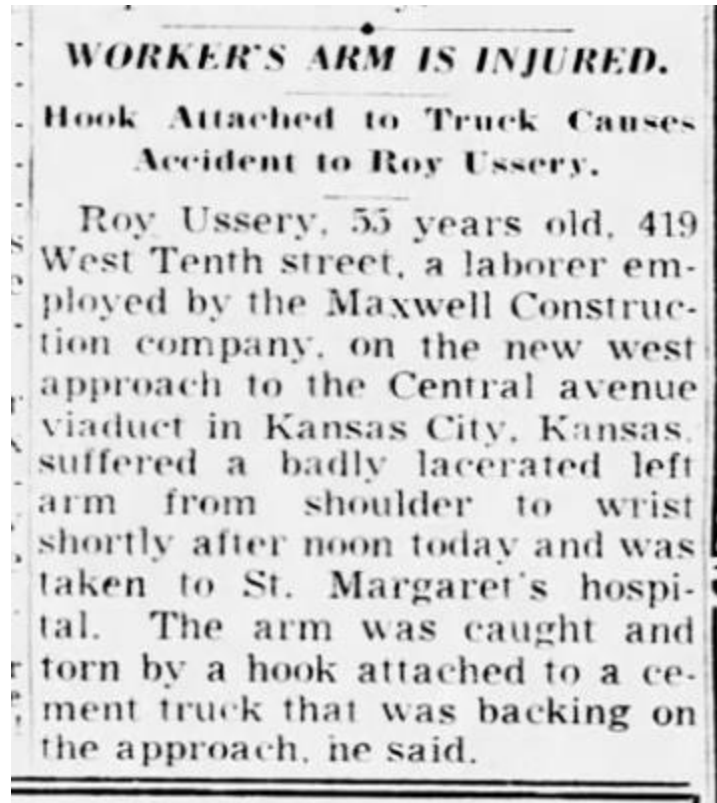 WORKER'S ARM IS INJURED.
Hook Attached to Truck Causes
Accident to Roy Ussery.
Roy Ussery, 55 years old, 419
West Tenth street, a laborer em-
ployed by the Maxwell Construc-
tion company, on the new west
approach to the Central avenue
viaduct in Kansas City, Kansas,
suffered a badly lacerated left
arm from shoulder to wrist
shortly after noon today and was
taken to St. Margaret's hospi-
tal. The arm was caught and
torn by a hook attached to a ce-
ment truck that was backing on
the approach, he said.